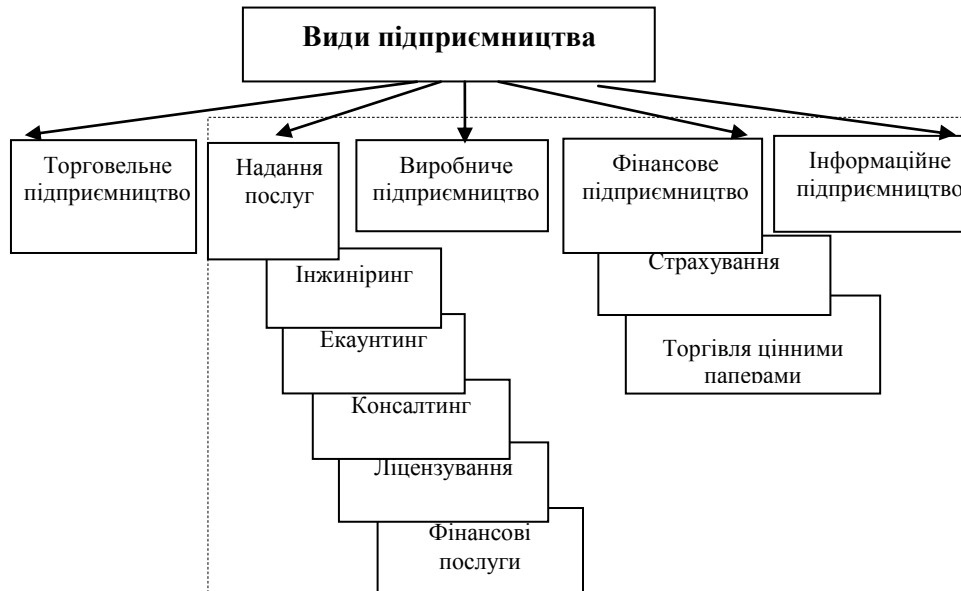 Види підприємництва
Торговельне
підприємництво
Надання
послуг
Виробниче
підприємництво
Фінансове
підприємництво
Інформаційне
підприємництво
Інжиніринг
Екаунтинг
Консалтинг
Ліцензування
Фінансові
послуги
Страхування
Торгівля цінними
паперами